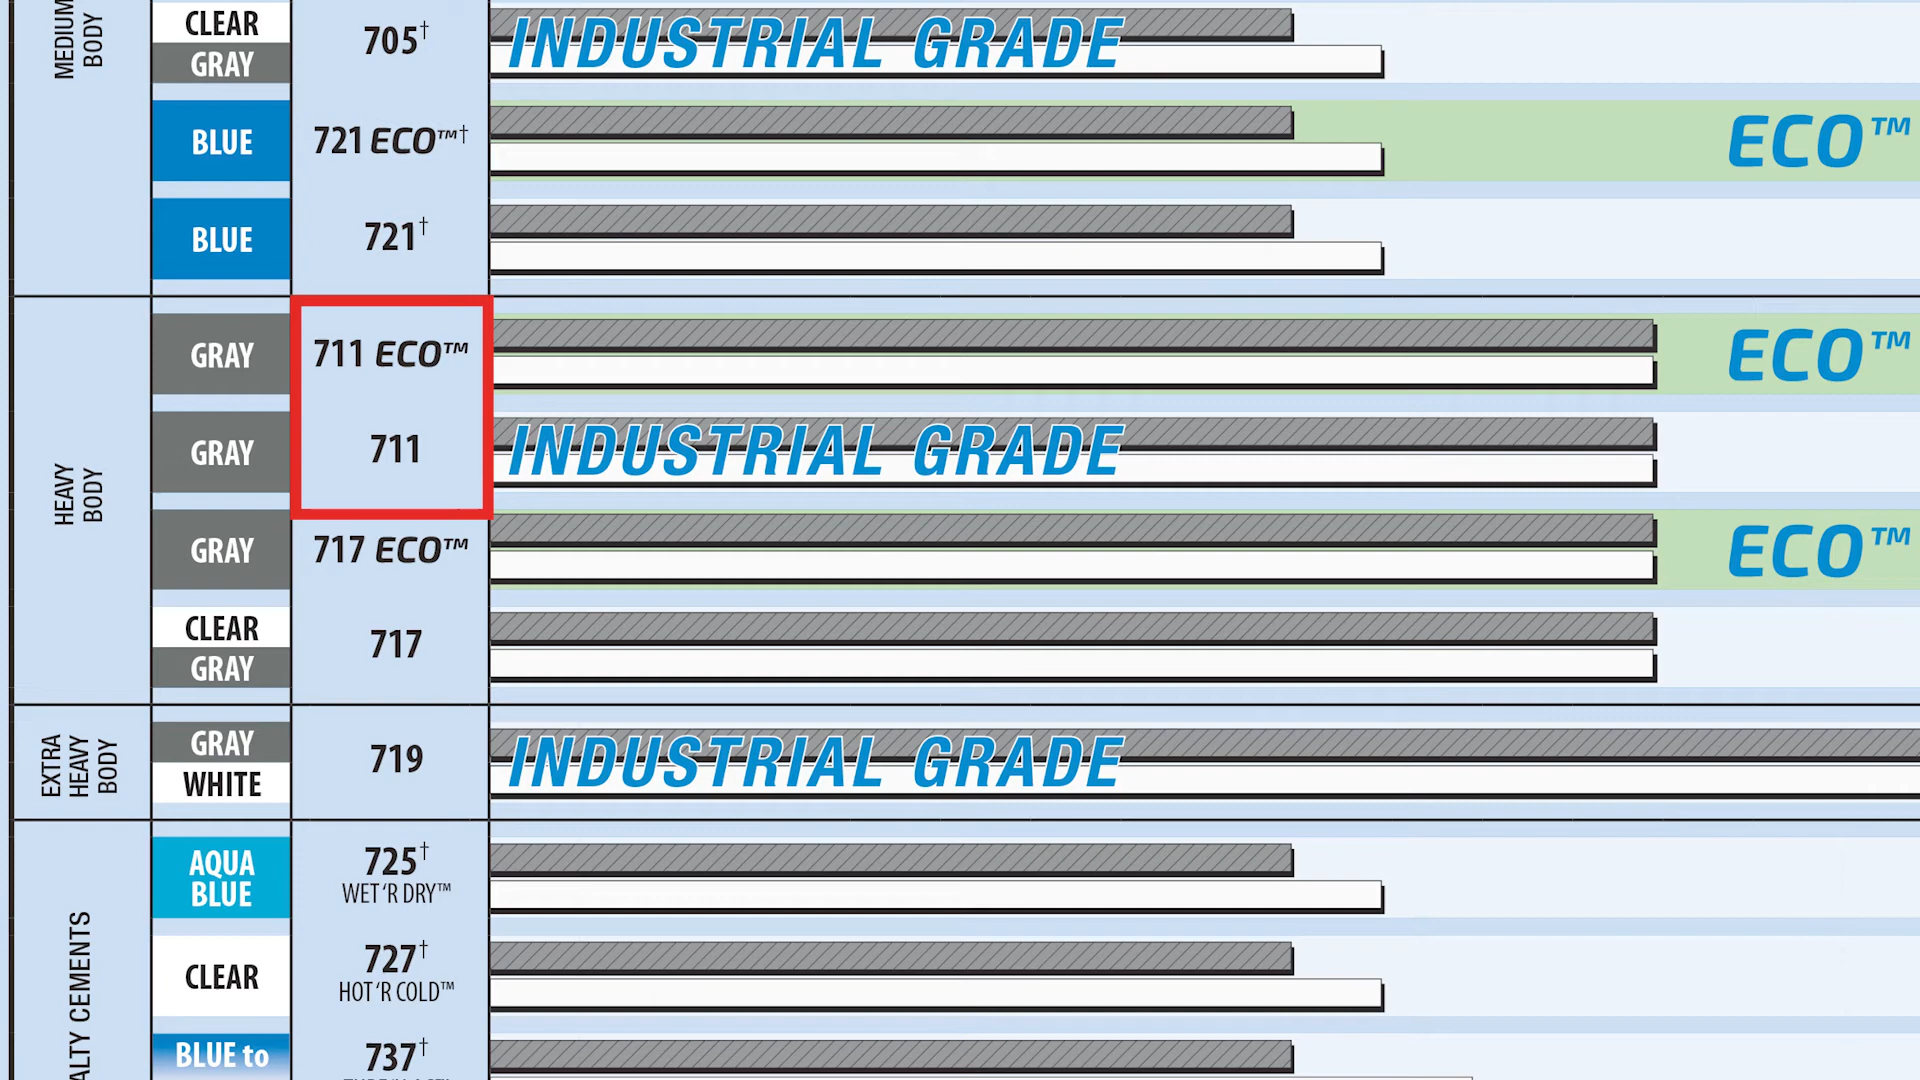 MEDIUM
BODY
CLEAR
GRAY
705†
INDUSTRIAL GRADE
BLUE
721 ECO™†
ECO™
BLUE
721†
HEAVY
BODY
GRAY
711 ECO™
ECO™
GRAY
711
INDUSTRIAL GRADE
GRAY
717 ECO™
ECO™
CLEAR
GRAY
717
EXTRA
HEAVY
BODY
GRAY
WHITE
719
INDUSTRIAL GRADE
ALTY CEMENTS
AQUA
BLUE
725†
WET ‘R DRY™
CLEAR
727†
HOT ‘R COLD™
BLUE to
737†